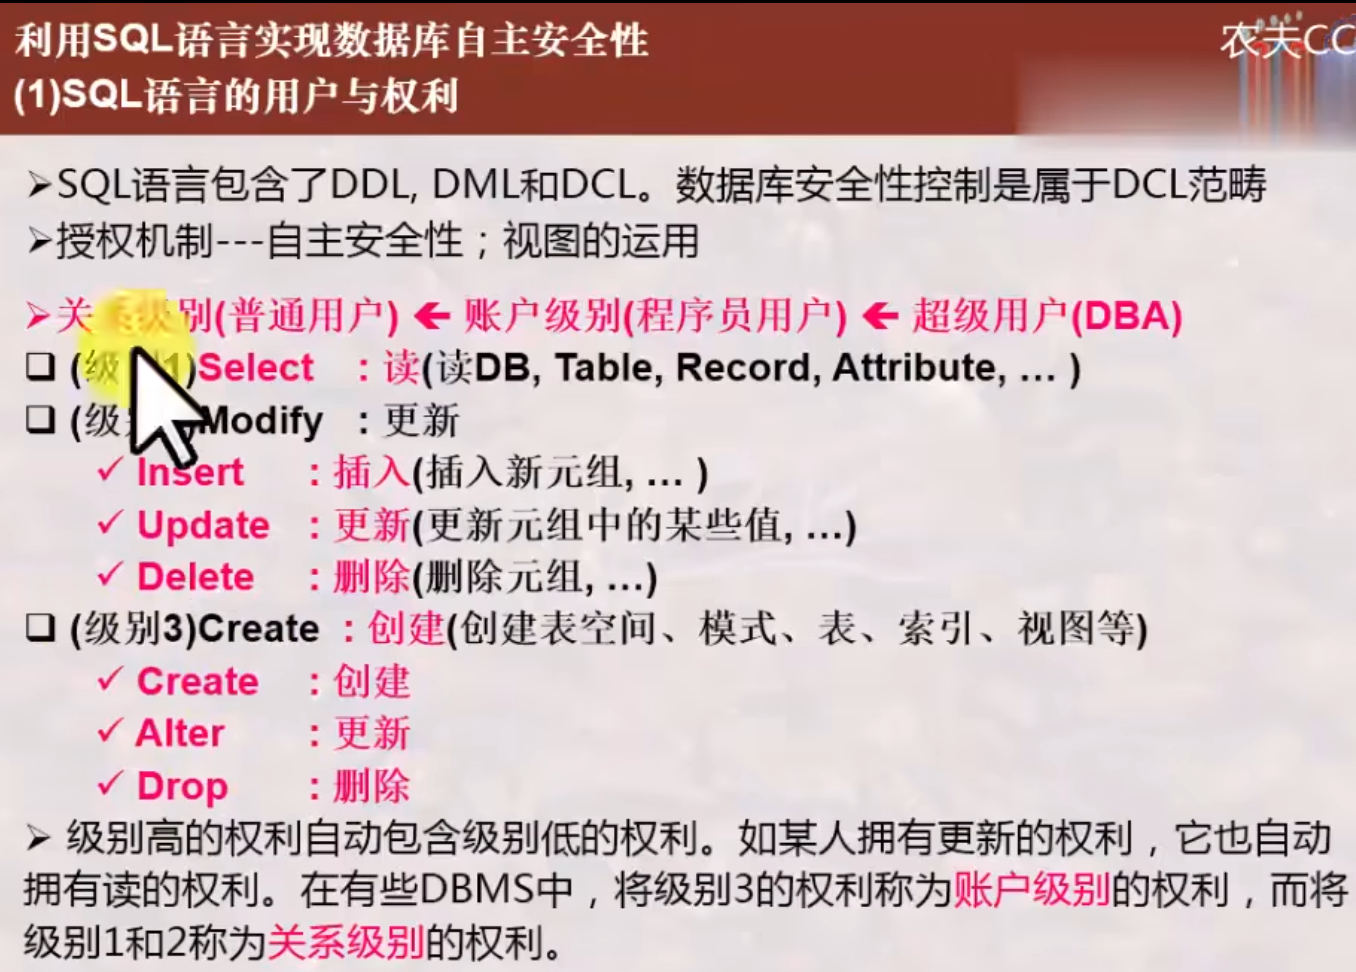 利用SQL语言实现数据库自主安全性
农夫CC
(1)SQL语言的用户与权利
➢SQL语言包含了DDL, DML和DCL。数据库安全性控制是属于DCL范畴
➢授权机制---自主安全性；视图的运用
➢关系级别(普通用户) 🡸 账户级别(程序员用户) 🡸 超级用户(DBA)
❑ (级别1)Select : 读(读DB, Table, Record, Attribute, … )
❑ (级 Modify : 更新
✓ Insert : 插入(插入新元组, … )
✓ Update : 更新(更新元组中的某些值, …)
✓ Delete : 删除(删除元组, …)
❑ (级别3)Create : 创建(创建表空间、模式、表、索引、视图等)
✓ Create : 创建
✓ Alter : 更新
✓ Drop : 删除
➢ 级别高的权利自动包含级别低的权利。如某人拥有更新的权利，它也自动
拥有读的权利。在有些DBMS中，将级别3的权利称为账户级别的权利，而将
级别1和2称为关系级别的权利。